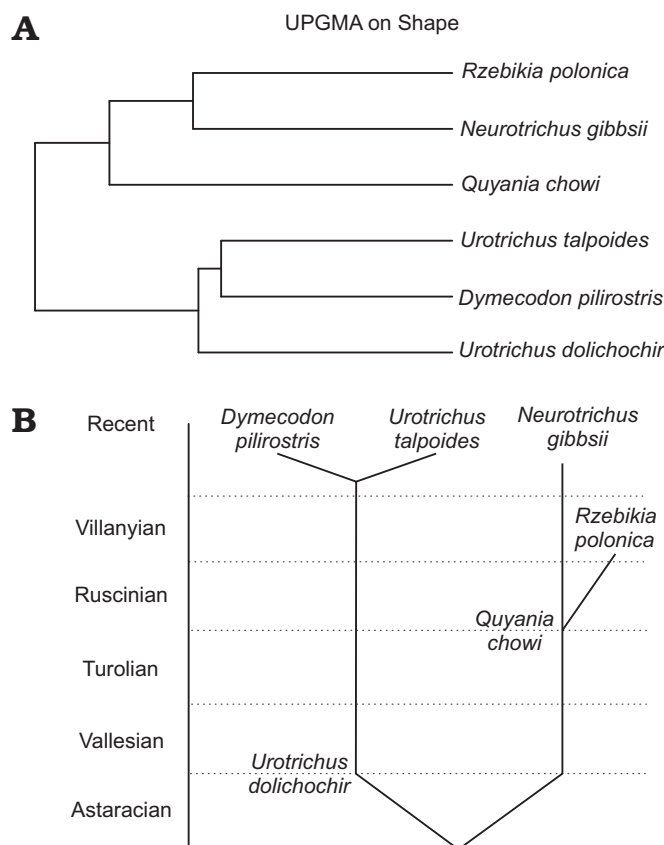 A
UPGMA on Shape
Rzebikia polonica
Neurotrichus gibbsii
Quyania chowi
Urotrichus talpoides
Dymecodon pilirostris
Urotrichus dolichochir
B
Recent
Dymecodon
pilirostris
Urotrichus
talpoides
Neurotrichus
gibbsii
Villanyian
Rzebikia
polonica
Ruscinian
Quyania
chowi
Turolian
Vallesian
Urotrichus
dolichochir
Astaracian